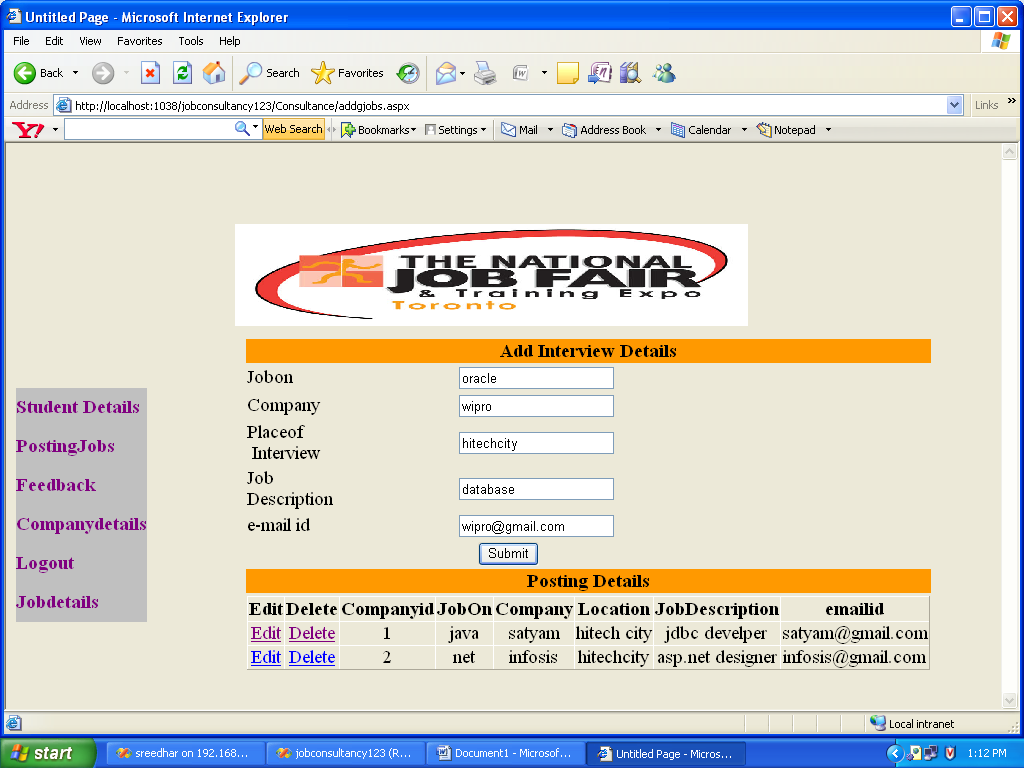 Untitled Page - Microsoft Internet Explorer
File Edit View Favorites Tools Help
Back Search Favorites
Address http://localhost:1038/jobconsultancy123/Consultance/addgjobs.aspx Links »
Y! Web Search Bookmarks Settings Mail Address Book Calendar Notepad
THE NATIONAL
JOB FAIR
& Training Expo
Toronto
Add Interview Details
Jobon oracle
Company wipro
Placeof
Interview hitechcity
Job
Description database
e-mail id wipro@gmail.com
Submit
Student Details
PostingJobs
Feedback
Companydetails
Logout
Jobdetails
Posting Details
Edit Delete Companyid JobOn Company Location JobDescription emailid
Edit Delete 1 java satyam hitech city jdbc develper satyam@gmail.com
Edit Delete 2 net infosis hitechcity asp.net designer infosis@gmail.com
Local intranet
start sreedhar on 192.168... jobconsultancy123 (R... Document1 - Microsof... Untitled Page - Micros... 1:12 PM